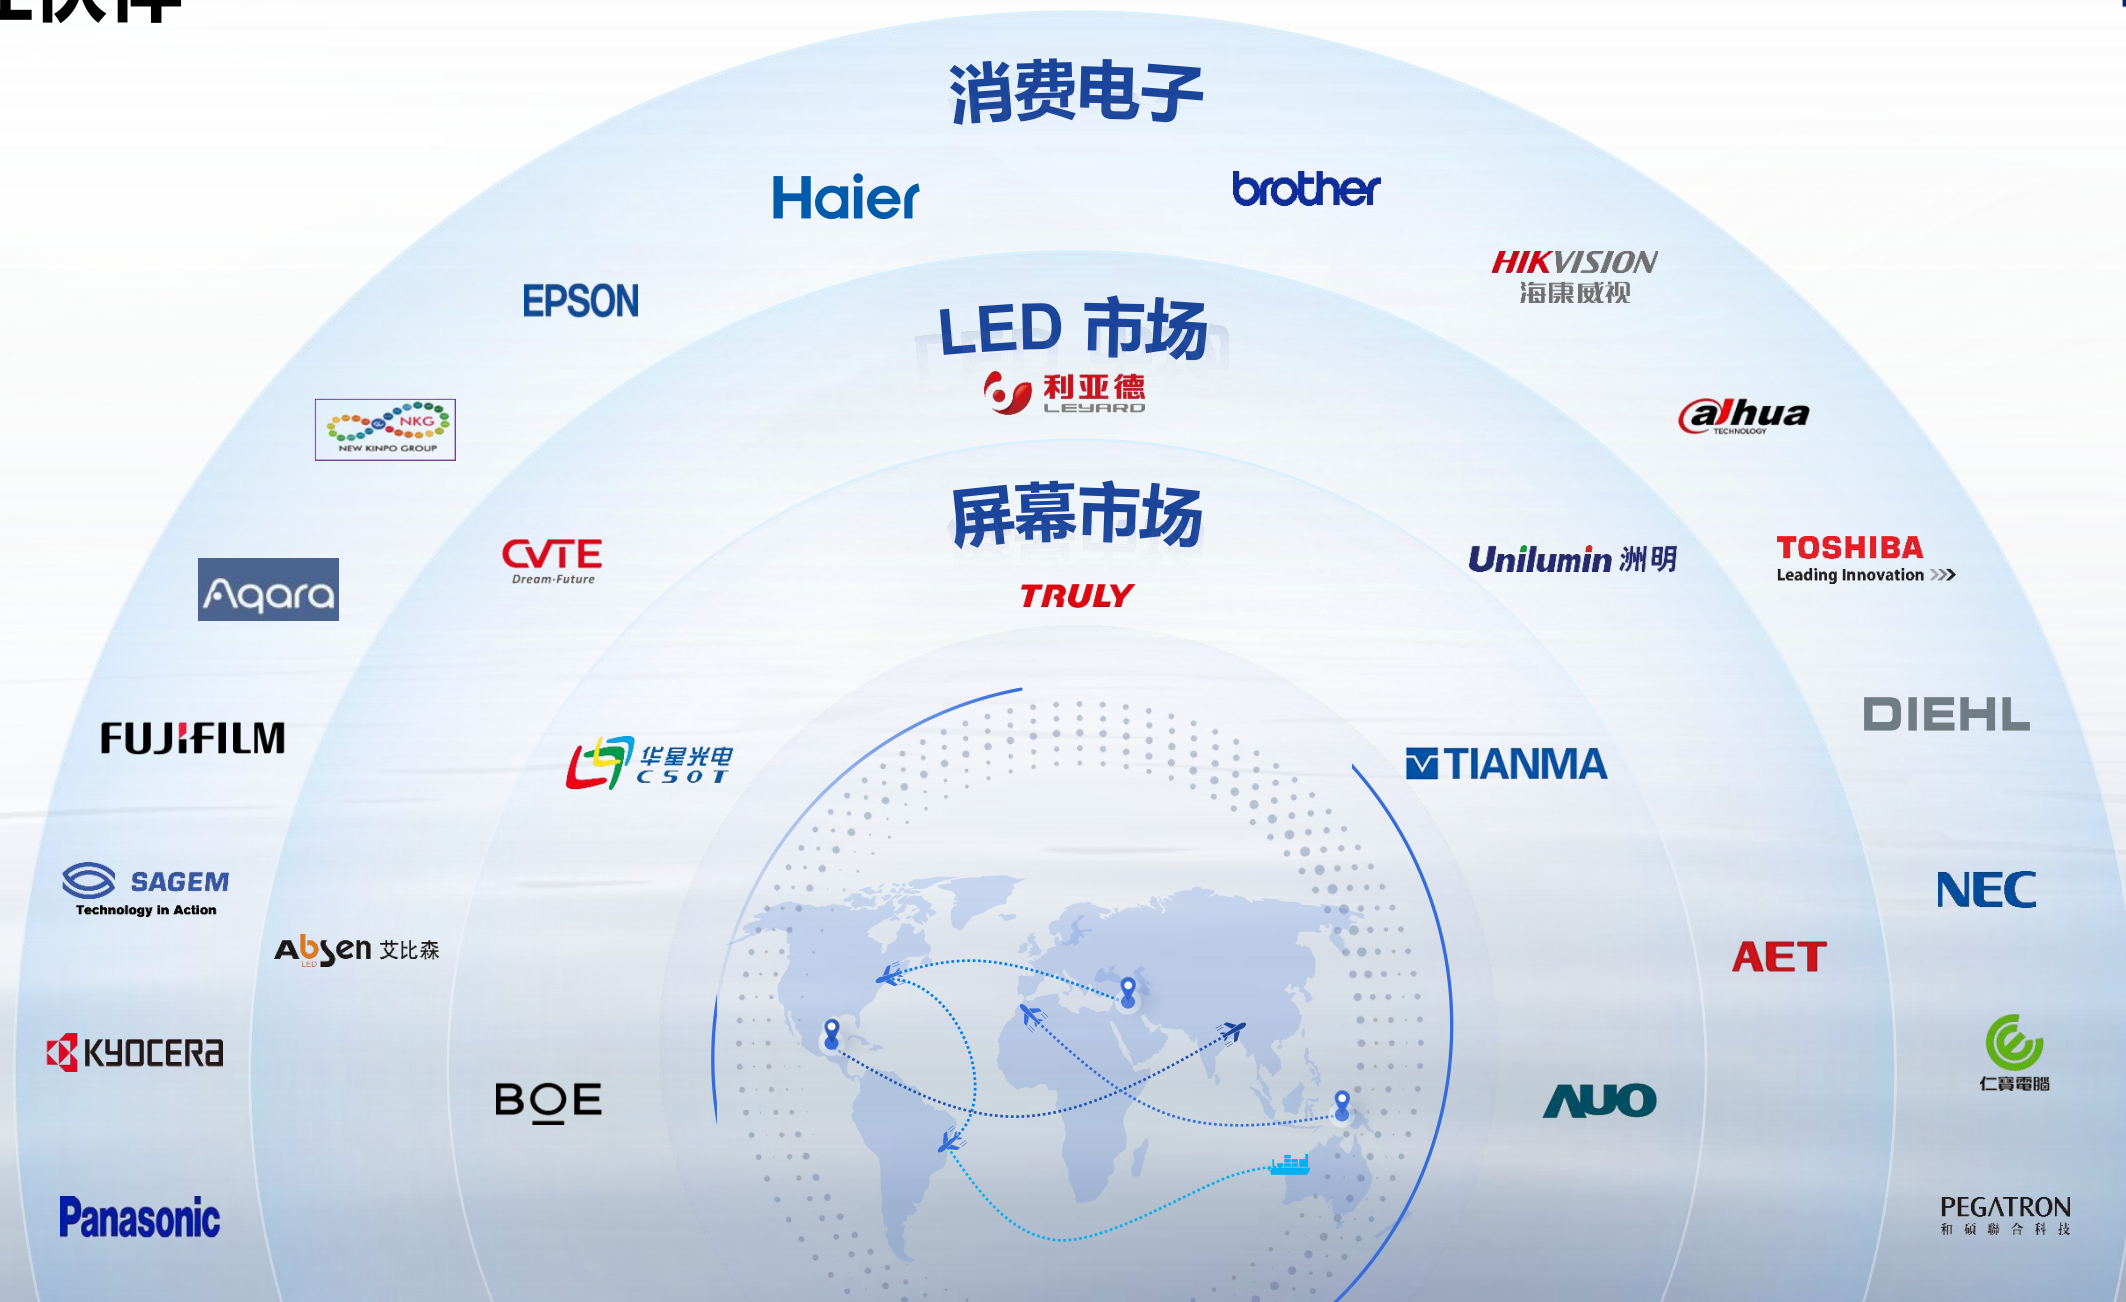 伙伴
消费电子
Haier
brother
EPSON
HIKVISION
海康威视
LED 市场
利亚德
LEYARD
NKG
NEW KINPO GROUP
alhua
TECHNOLOGY
屏幕市场
TRULY
CVTE
Dream·Future
Unilumin 洲明
TOSHIBA
Leading Innovation >>>
Aqara
FUJIFILM
华星光电
CSOT
TIANMA
DIEHL
SAGEM
Technology in Action
NEC
Absen 艾比森
LED
AET
KYOCERA
仁寶電腦
BOE
AUO
Panasonic
PEGATRON
和碩聯合科技